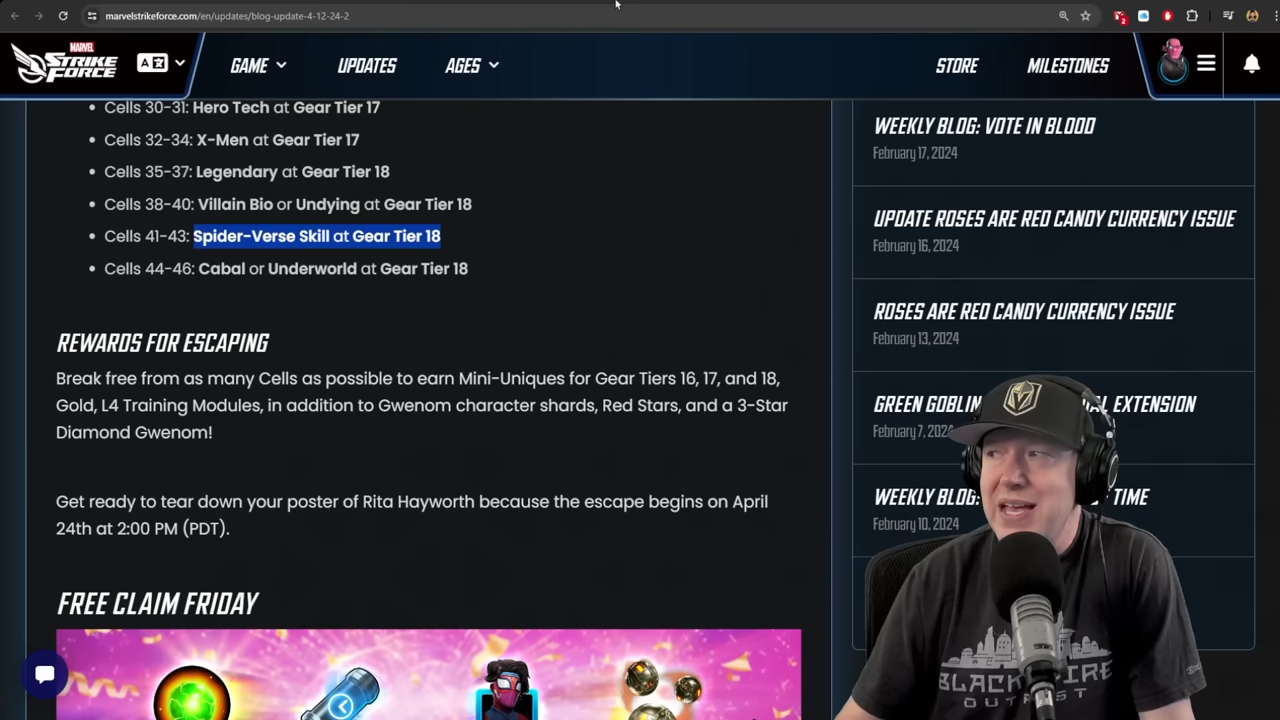 marvelstrikeforce.com/en/updates/blog-update-4-12-24-2
2
MARVEL
STRIKE FORCE
GAME
UPDATES
AGES
STORE
MILESTONES
Cells 30-31: Hero Tech at Gear Tier 17
Cells 32-34: X-Men at Gear Tier 17
Cells 35-37: Legendary at Gear Tier 18
Cells 38-40: Villain Bio or Undying at Gear Tier 18
Cells 41-43: Spider-Verse Skill at Gear Tier 18
Cells 44-46: Cabal or Underworld at Gear Tier 18
REWARDS FOR ESCAPING
Break free from as many Cells as possible to earn Mini-Uniques for Gear Tiers 16, 17, and 18,
Gold, L4 Training Modules, in addition to Gwenom character shards, Red Stars, and a 3-Star
Diamond Gwenom!
Get ready to tear down your poster of Rita Hayworth because the escape begins on April
24th at 2:00 PM (PDT).
FREE CLAIM FRIDAY
WEEKLY BLOG: VOTE IN BLOOD
February 17, 2024
UPDATE ROSES ARE RED CANDY CURRENCY ISSUE
February 16, 2024
ROSES ARE RED CANDY CURRENCY ISSUE
February 13, 2024
GREEN GOBLIN EXTENSION
February 7, 2024
WEEKLY BLOG: TIME
February 10, 2024
BLACK FIRE
OUTPOST